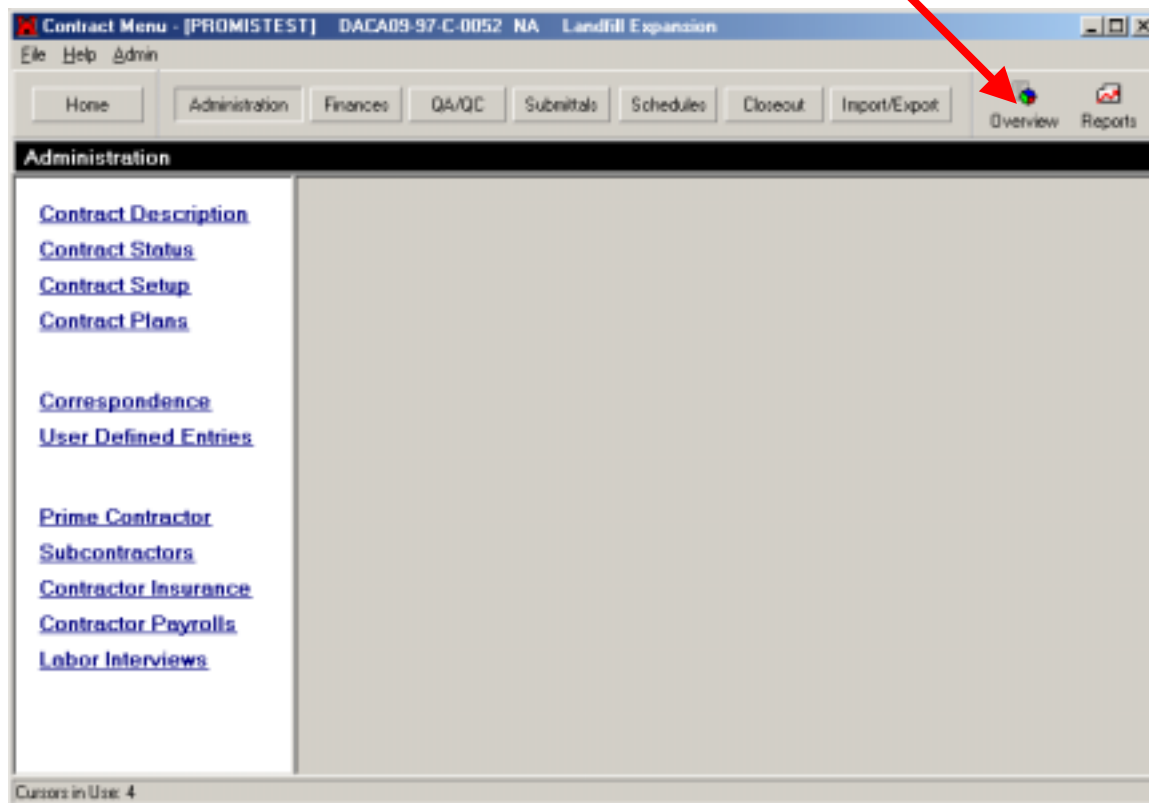 Contract Menu - [PROMISTEST] DACA09-97-C-0052 NA Landfill Expansion
File Help Admin
Home Administration Finances QA/QC Submittals Schedules Closeout Import/Export Overview Reports
Administration
Contract Description
Contract Status
Contract Setup
Contract Plans
Correspondence
User Defined Entries
Prime Contractor
Subcontractors
Contractor Insurance
Contractor Payrolls
Labor Interviews
Cursors in Use: 4